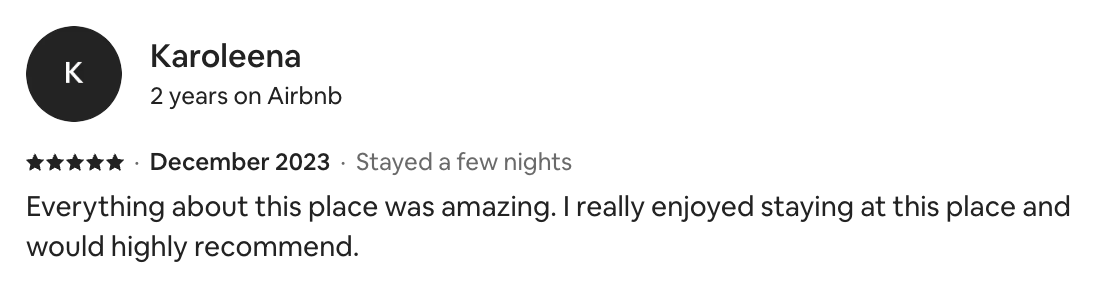 K
Karoleena
2 years on Airbnb
★★★★★ · December 2023 · Stayed a few nights
Everything about this place was amazing. I really enjoyed staying at this place and
would highly recommend.